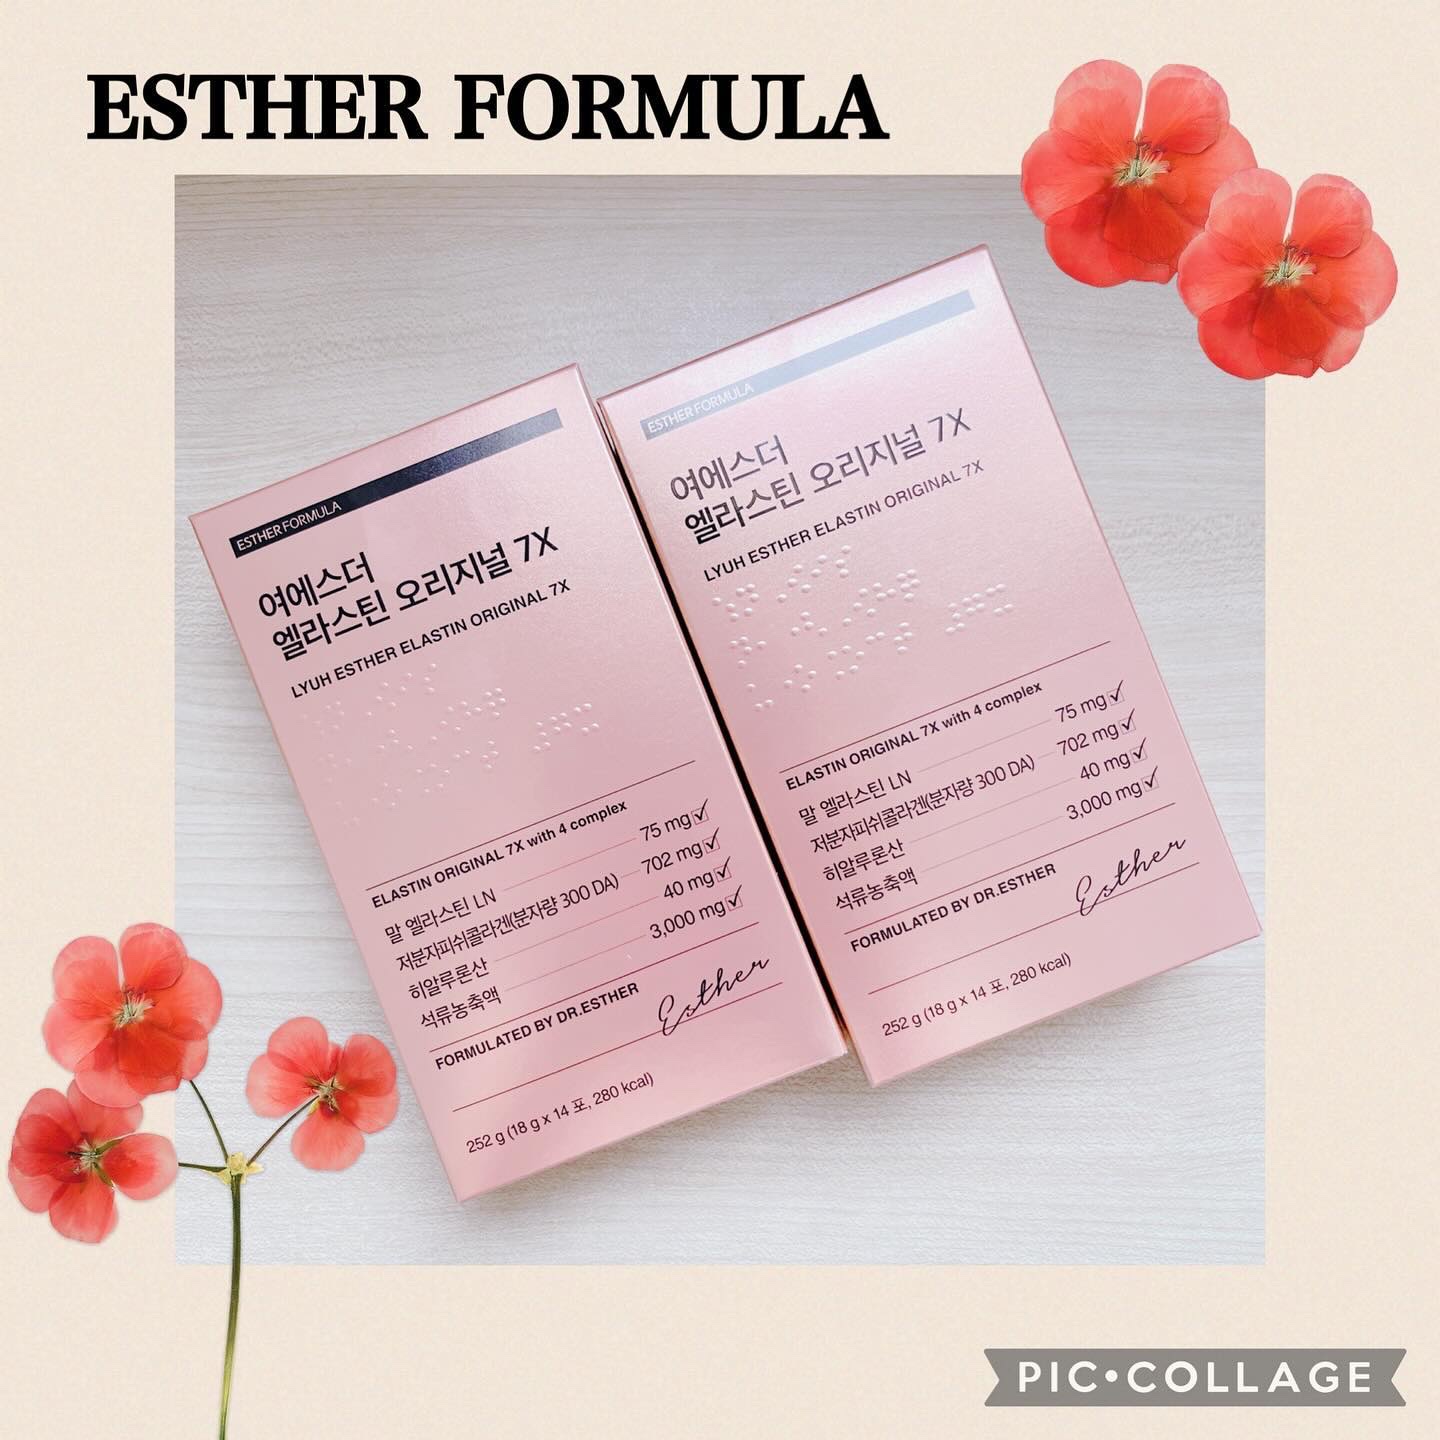 ESTHER FORMULA
ESTHER FORMULA
여에스더
엘라스틴 오리지널 7X
LYUH ESTHER ELASTIN ORIGINAL 7X
ELASTIN ORIGINAL 7X with 4 complex
말 엘라스틴 LN 75 mg
저분자피쉬콜라겐(분자량 300 DA) 702 mg
히알루론산 40 mg
석류농축액 3,000 mg
FORMULATED BY DR.ESTHER Esther
252 g (18 g x 14 포, 280 kcal)
ESTHER FORMULA
여에스더
엘라스틴 오리지널 7X
LYUH ESTHER ELASTIN ORIGINAL 7X
ELASTIN ORIGINAL 7X with 4 complex
말 엘라스틴 LN 75 mg
저분자피쉬콜라겐(분자량 300 DA) 702 mg
히알루론산 40 mg
석류농축액 3,000 mg
FORMULATED BY DR.ESTHER Esther
252 g (18 g x 14 포, 280 kcal)
PIC•COLLAGE